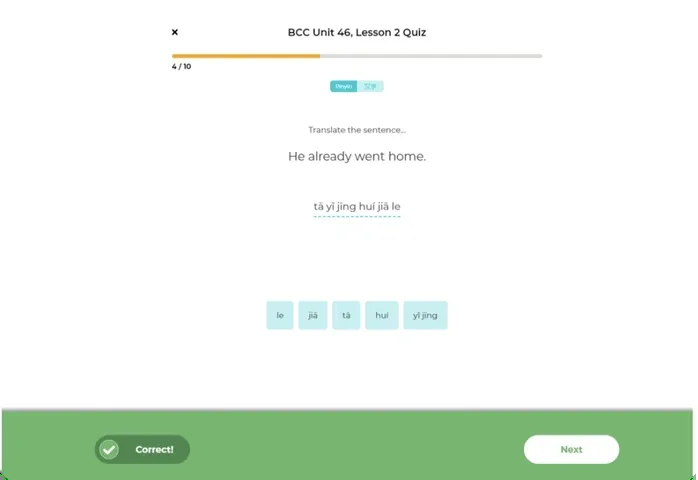 ×
BCC Unit 46, Lesson 2 Quiz
4 / 10
Pinyin 汉字
Translate the sentence...
He already went home.
tā yǐ jīng huí jiā le
le jiā tā huí yǐ jīng
Correct! Next